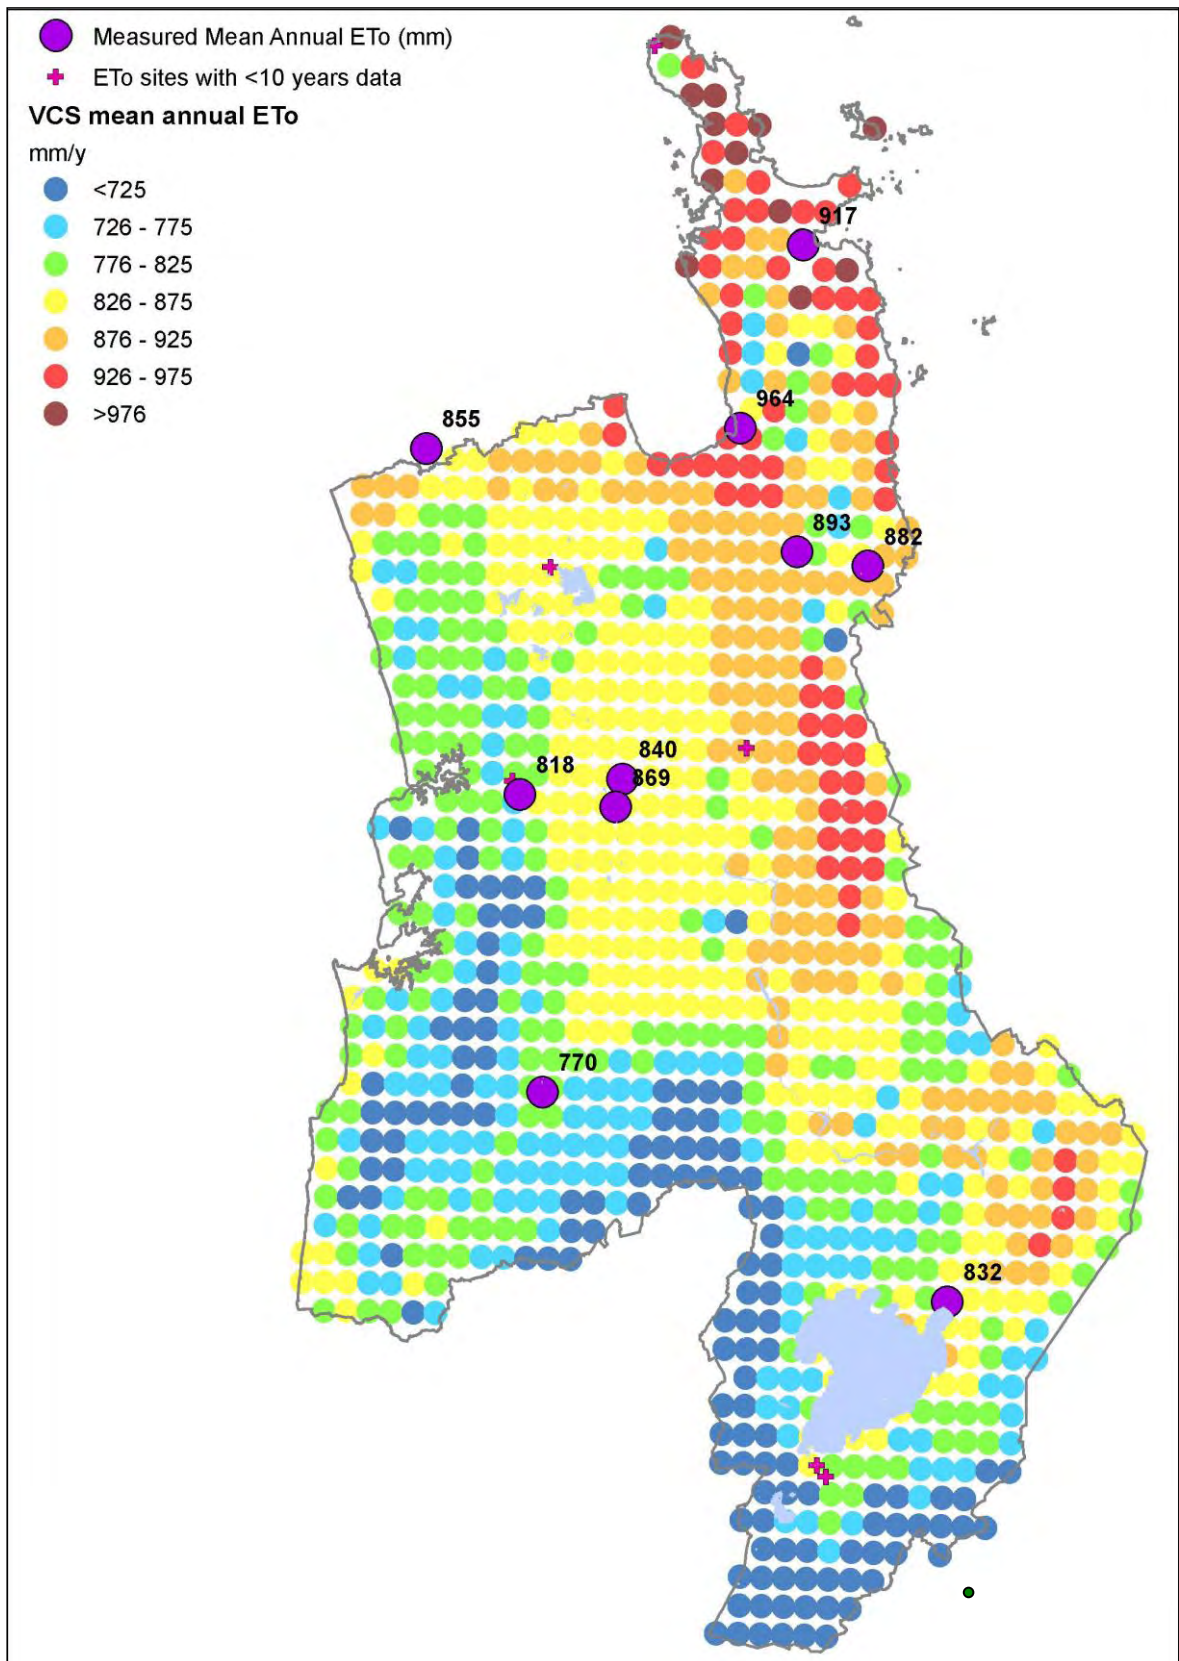 Measured Mean Annual ETo (mm)
ETo sites with <10 years data
VCS mean annual ETo
mm/y
<725
726 - 775
776 - 825
826 - 875
876 - 925
926 - 975
>976
917
964
855
893
882
840
818
869
770
832